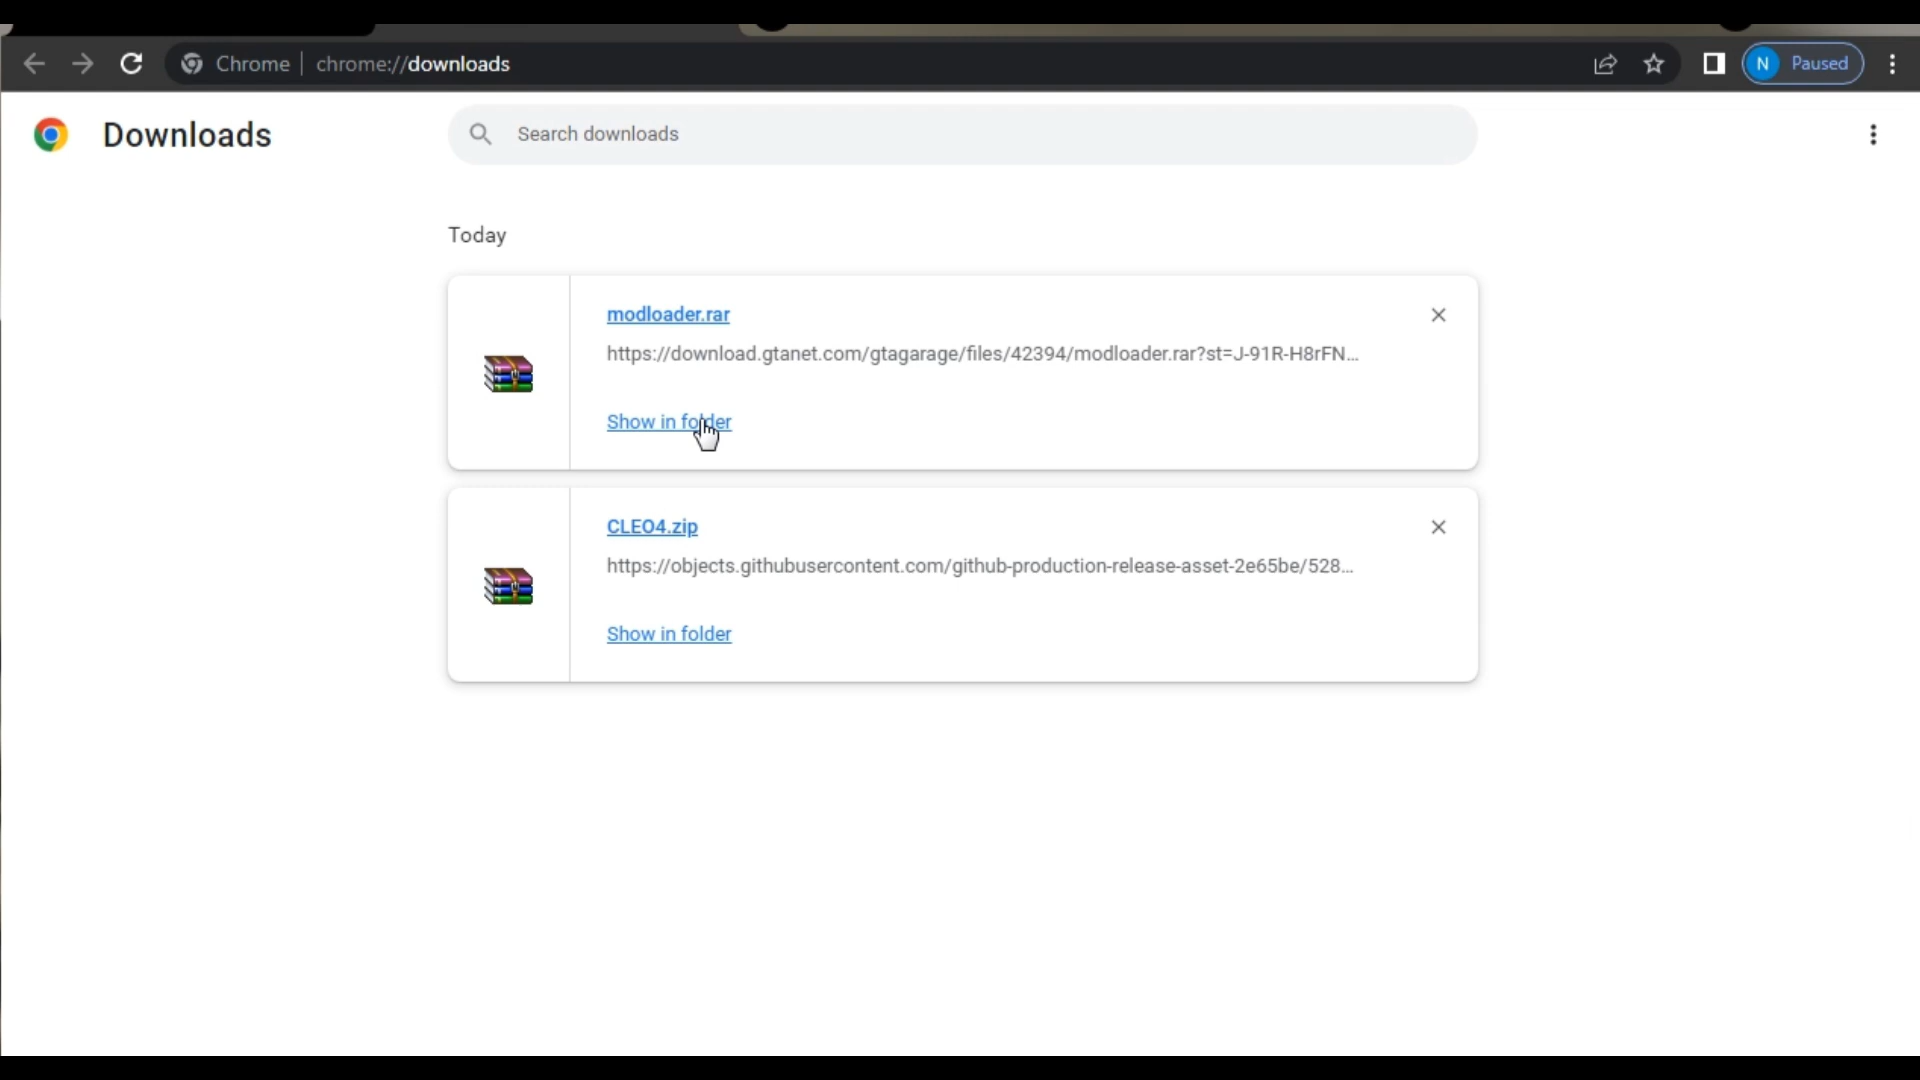 Chrome | chrome://downloads
N Paused
Downloads
Search downloads
Today
modloader.rar
https://download.gtanet.com/gtagarage/files/42394/modloader.rar?st=J-91R-H8rFN...
Show in folder
CLEO4.zip
https://objects.githubusercontent.com/github-production-release-asset-2e65be/528...
Show in folder